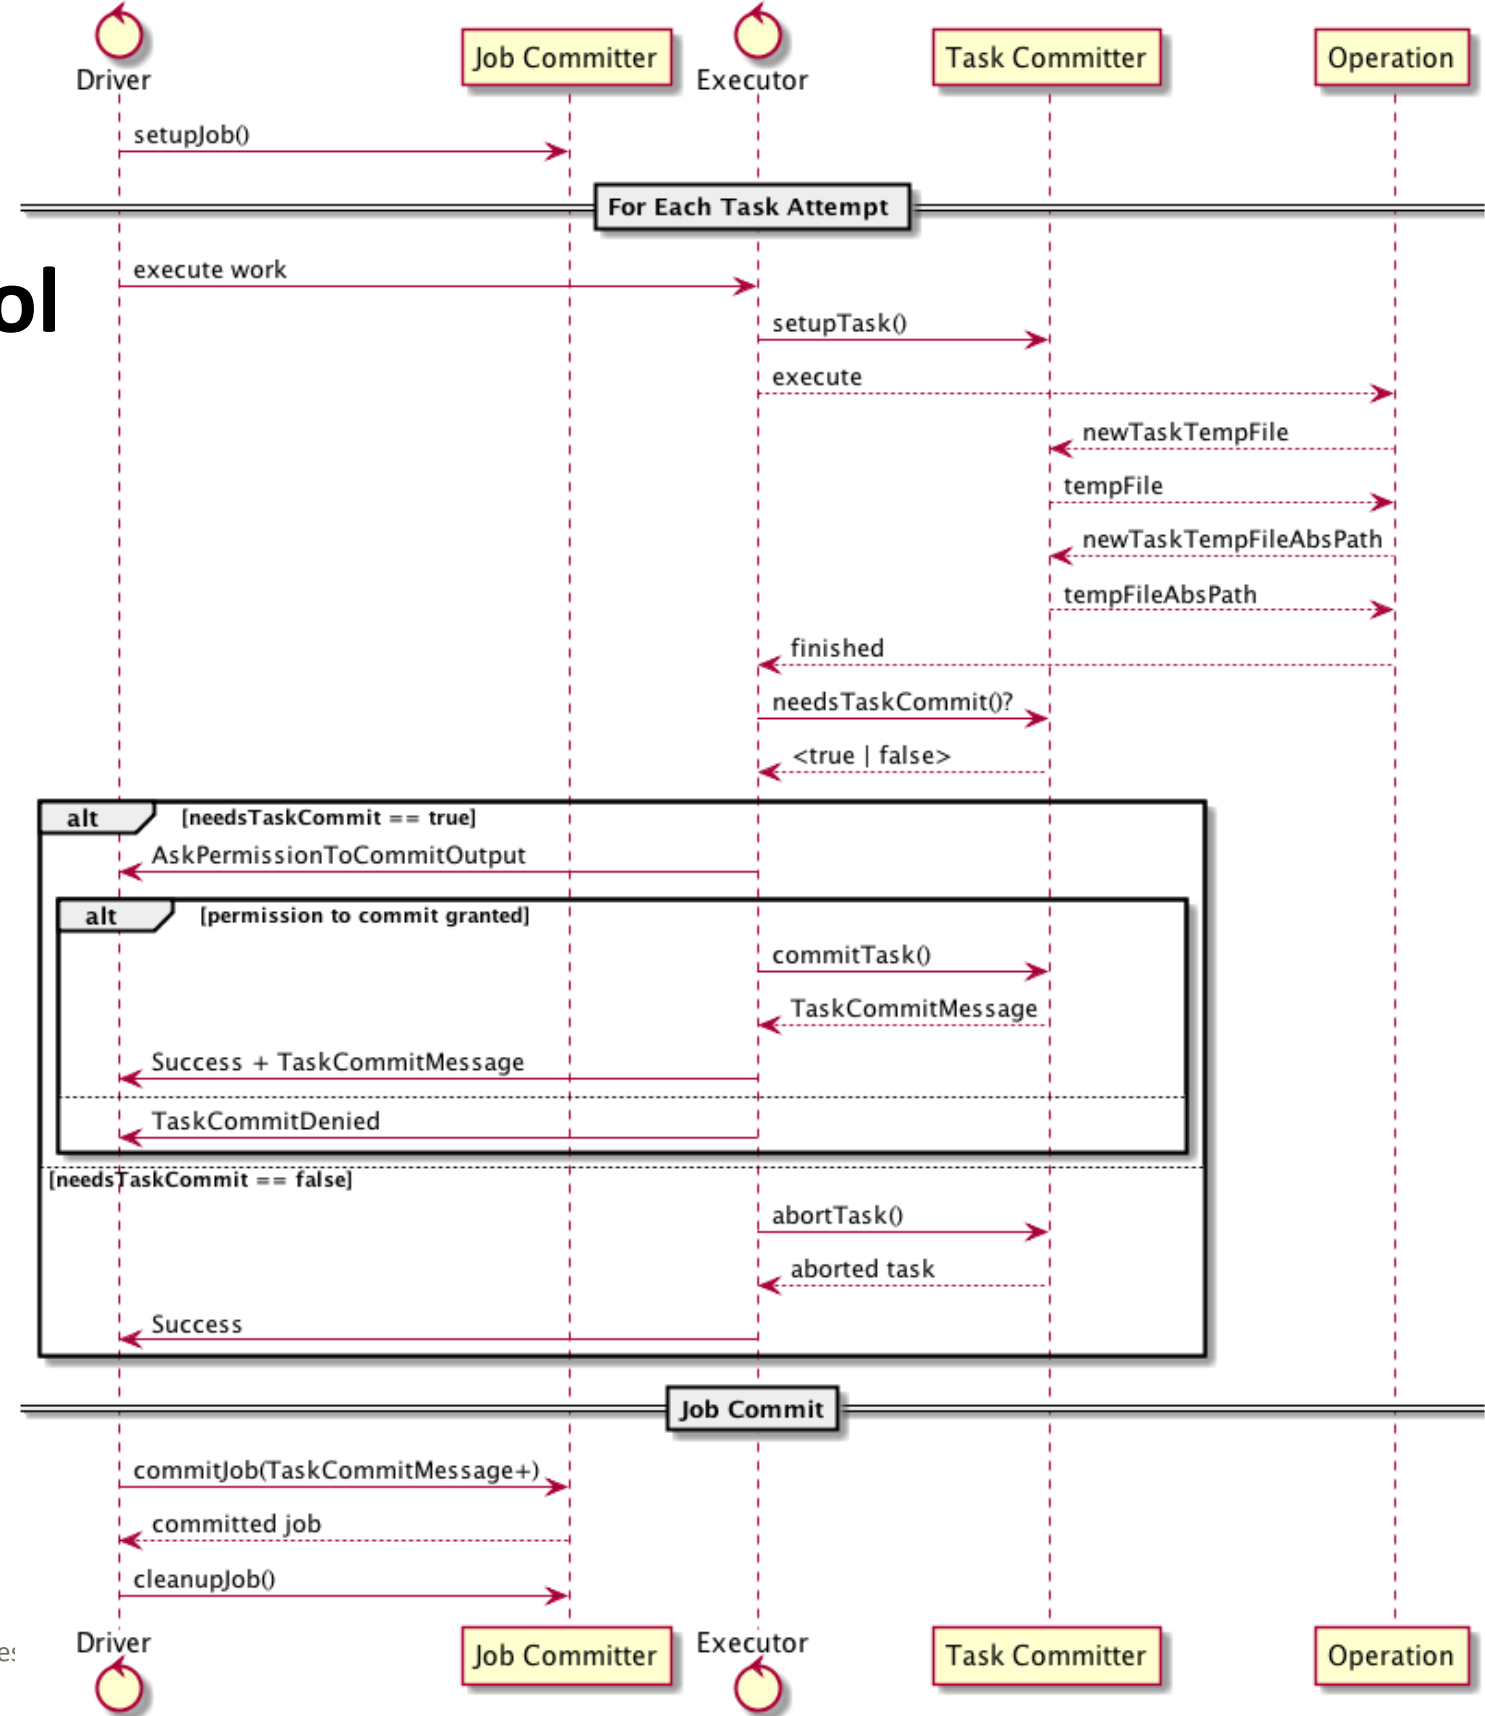 Driver
Job Committer
Executor
Task Committer
Operation
setupJob()
For Each Task Attempt
execute work
ol
setupTask()
execute
newTaskTempFile
tempFile
newTaskTempFileAbsPath
tempFileAbsPath
finished
needsTaskCommit()?
<true | false>
alt [needsTaskCommit == true]
AskPermissionToCommitOutput
alt [permission to commit granted]
commitTask()
TaskCommitMessage
Success + TaskCommitMessage
TaskCommitDenied
[needsTaskCommit == false]
abortTask()
aborted task
Success
Job Commit
commitJob(TaskCommitMessage+)
committed job
cleanupJob()
Driver
Job Committer
Executor
Task Committer
Operation